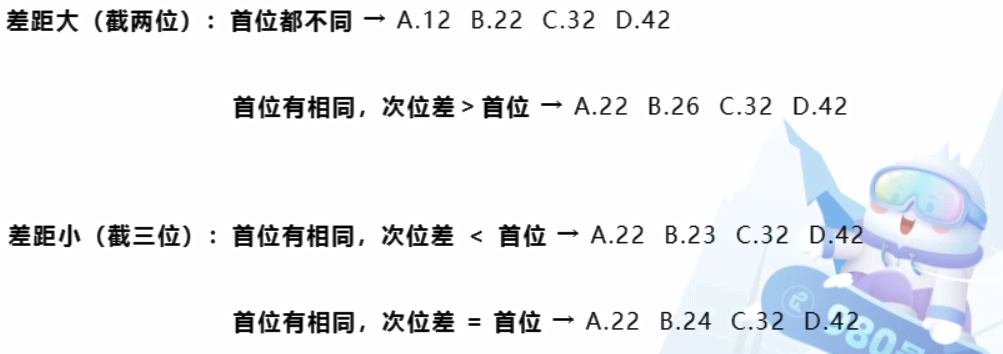 差距大（截两位）：首位都不同 → A.12 B.22 C.32 D.42
首位有相同，次位差 > 首位 → A.22 B.26 C.32 D.42
差距小（截三位）：首位有相同，次位差 < 首位 → A.22 B.23 C.32 D.42
首位有相同，次位差 = 首位 → A.22 B.24 C.32 D.42